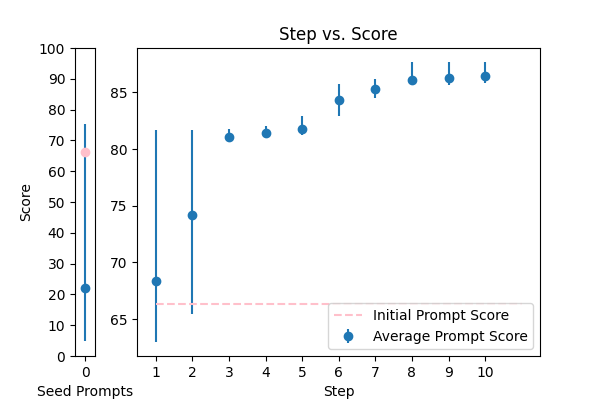 Step vs. Score
Score
100
90
80
70
60
50
40
30
20
10
0
0
Seed Prompts
85
80
75
70
65
1 2 3 4 5 6 7 8 9 10
Step
Initial Prompt Score
Average Prompt Score